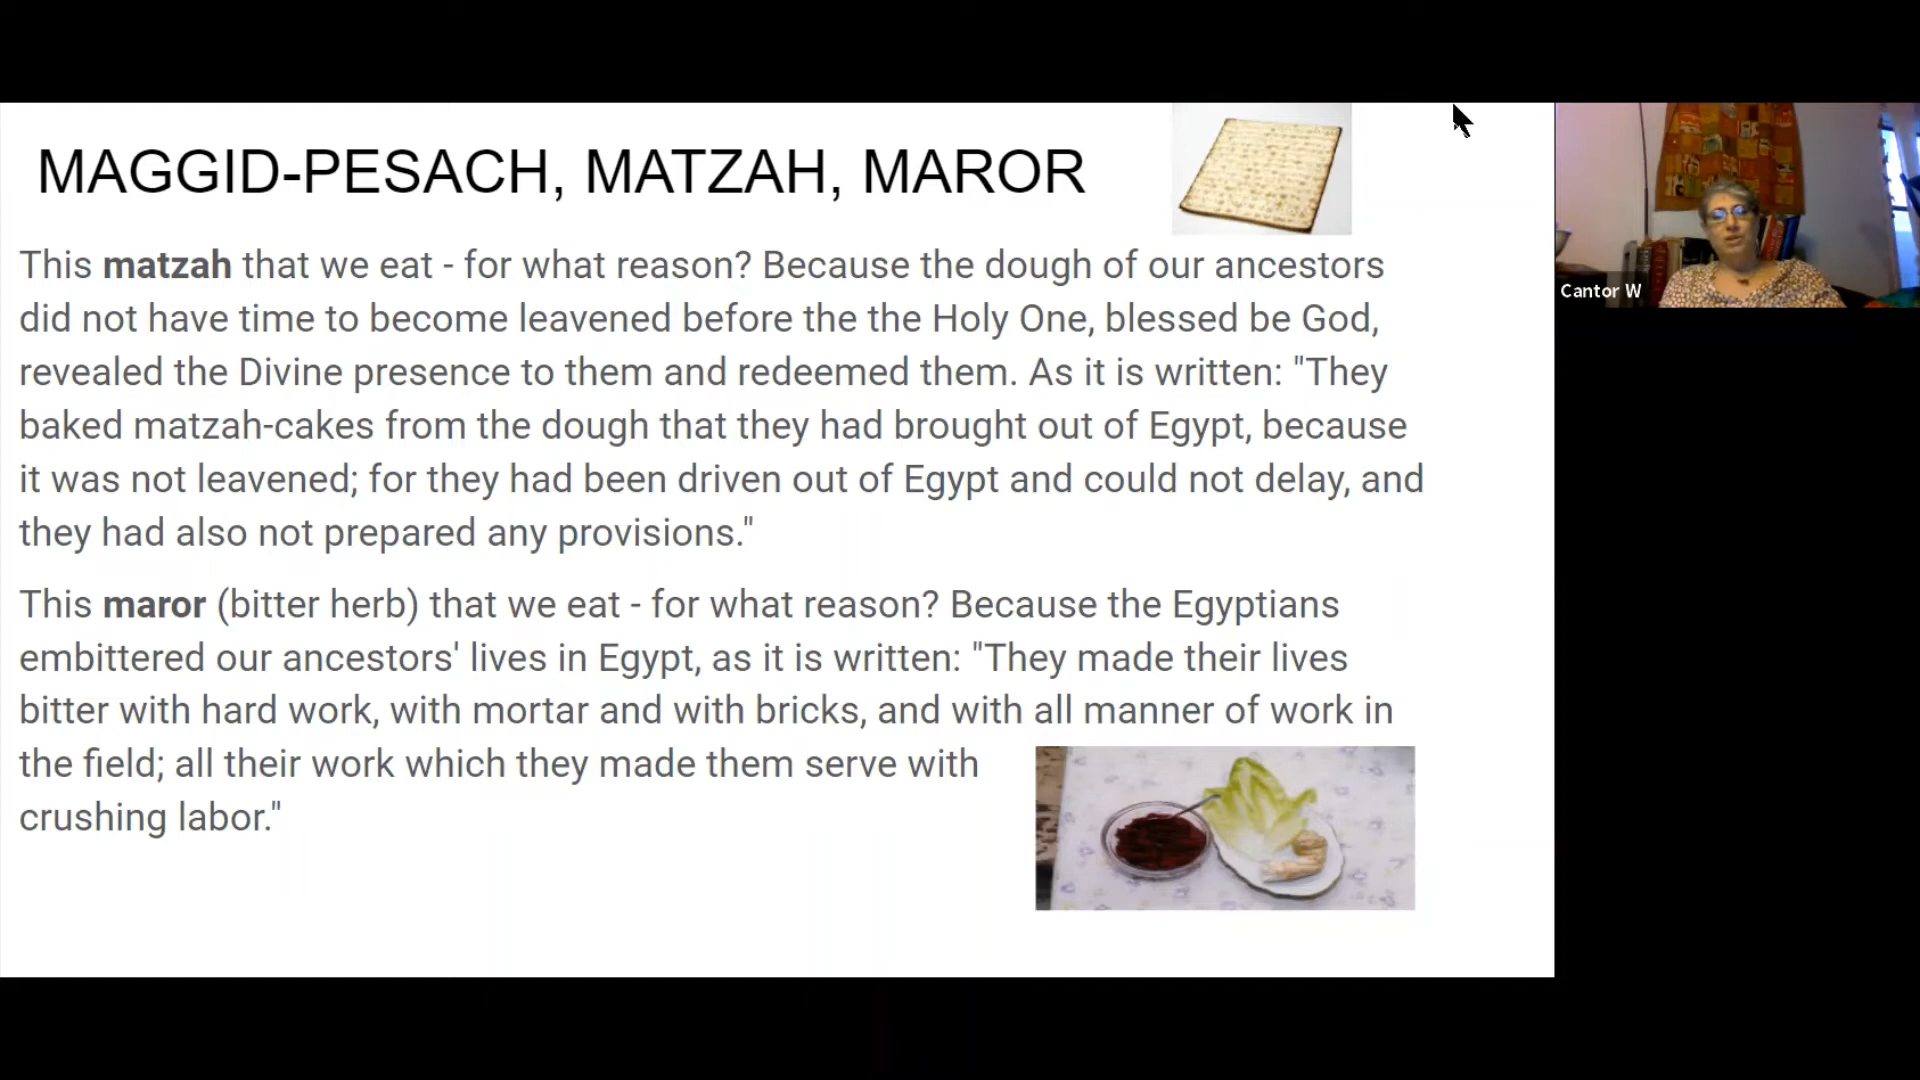 MAGGID-PESACH, MATZAH, MAROR
This matzah that we eat - for what reason? Because the dough of our ancestors
did not have time to become leavened before the the Holy One, blessed be God,
revealed the Divine presence to them and redeemed them. As it is written: "They
baked matzah-cakes from the dough that they had brought out of Egypt, because
it was not leavened; for they had been driven out of Egypt and could not delay, and
they had also not prepared any provisions."
This maror (bitter herb) that we eat - for what reason? Because the Egyptians
embittered our ancestors' lives in Egypt, as it is written: "They made their lives
bitter with hard work, with mortar and with bricks, and with all manner of work in
the field; all their work which they made them serve with
crushing labor."
Cantor W